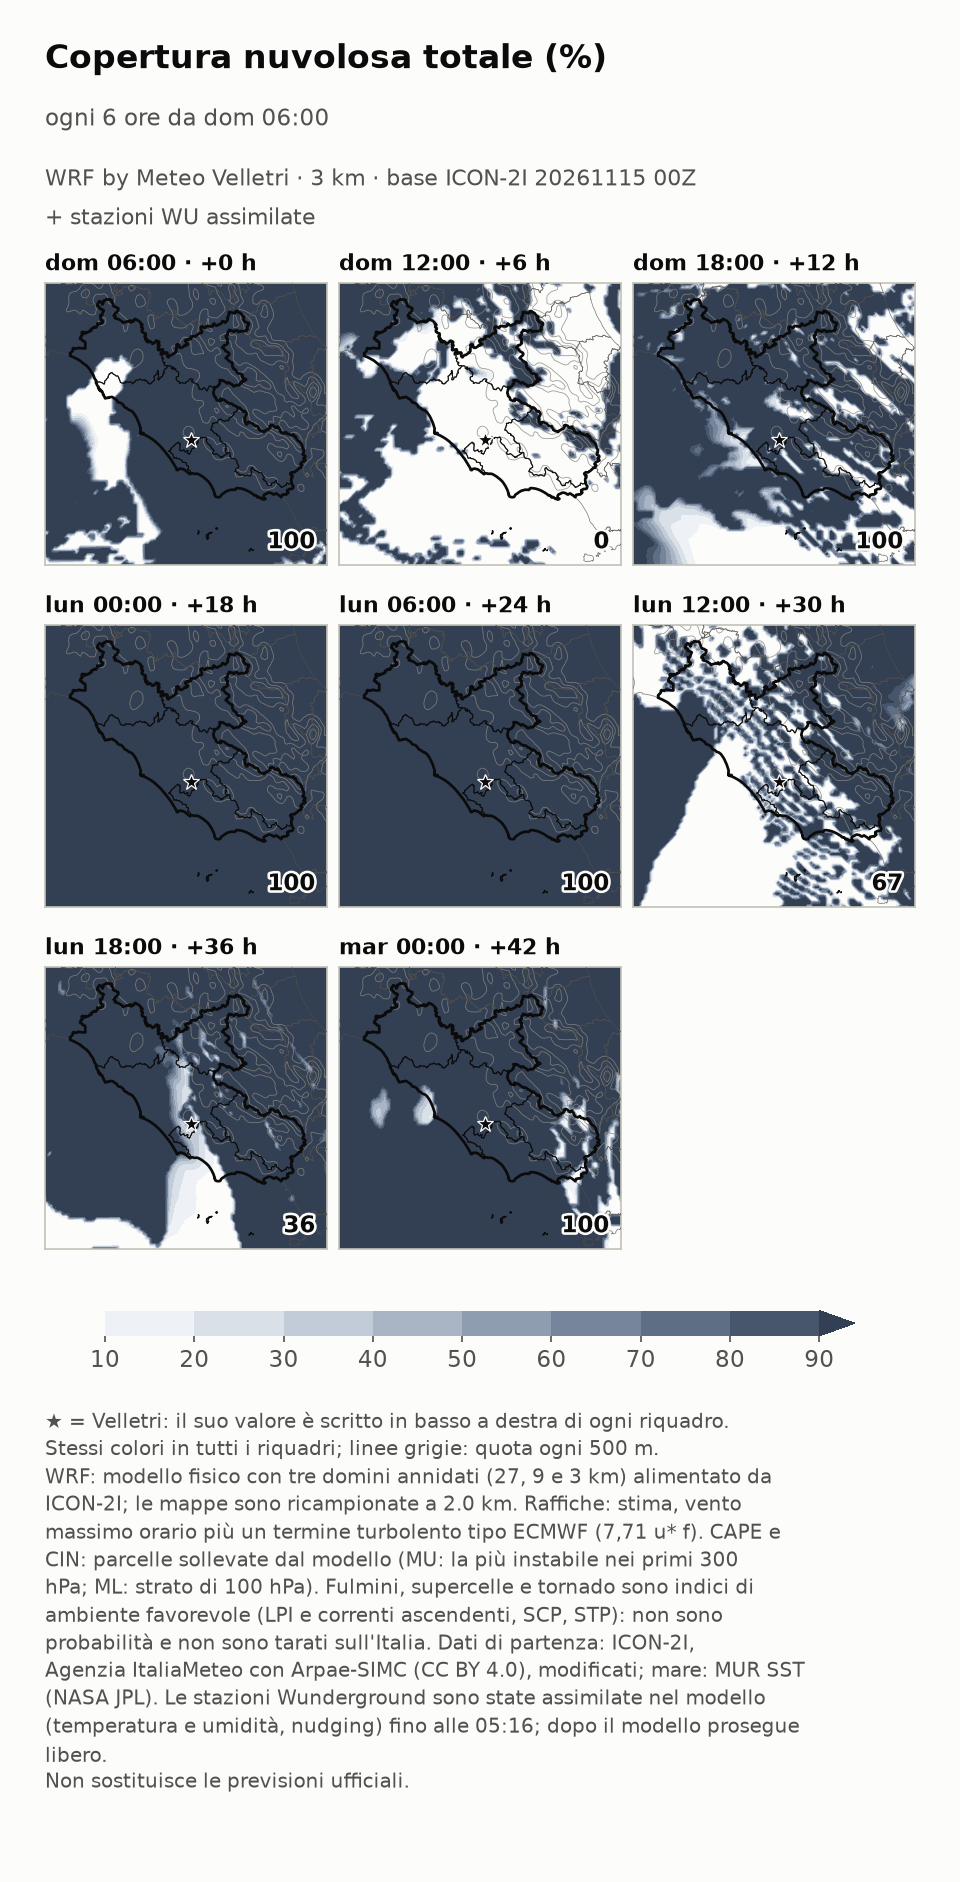 Copertura nuvolosa totale (%)
ogni 6 ore da dom 06:00
WRF by Meteo Velletri · 3 km · base ICON-2I 20261115 00Z
+ stazioni WU assimilate
dom 06:00 · +0 h
dom 12:00 · +6 h
dom 18:00 · +12 h
100
0
100
lun 00:00 · +18 h
lun 06:00 · +24 h
lun 12:00 · +30 h
100
100
67
lun 18:00 · +36 h
mar 00:00 · +42 h
36
100
10 20 30 40 50 60 70 80 90
★ = Velletri: il suo valore è scritto in basso a destra di ogni riquadro.
Stessi colori in tutti i riquadri; linee grigie: quota ogni 500 m.
WRF: modello fisico con tre domini annidati (27, 9 e 3 km) alimentato da
ICON-2I; le mappe sono ricampionate a 2.0 km. Raffiche: stima, vento
massimo orario più un termine turbolento tipo ECMWF (7,71 u* f). CAPE e
CIN: parcelle sollevate dal modello (MU: la più instabile nei primi 300
hPa; ML: strato di 100 hPa). Fulmini, supercelle e tornado sono indici di
ambiente favorevole (LPI e correnti ascendenti, SCP, STP): non sono
probabilità e non sono tarati sull'Italia. Dati di partenza: ICON-2I,
Agenzia ItaliaMeteo con Arpae-SIMC (CC BY 4.0), modificati; mare: MUR SST
(NASA JPL). Le stazioni Wunderground sono state assimilate nel modello
(temperatura e umidità, nudging) fino alle 05:16; dopo il modello prosegue
libero.
Non sostituisce le previsioni ufficiali.